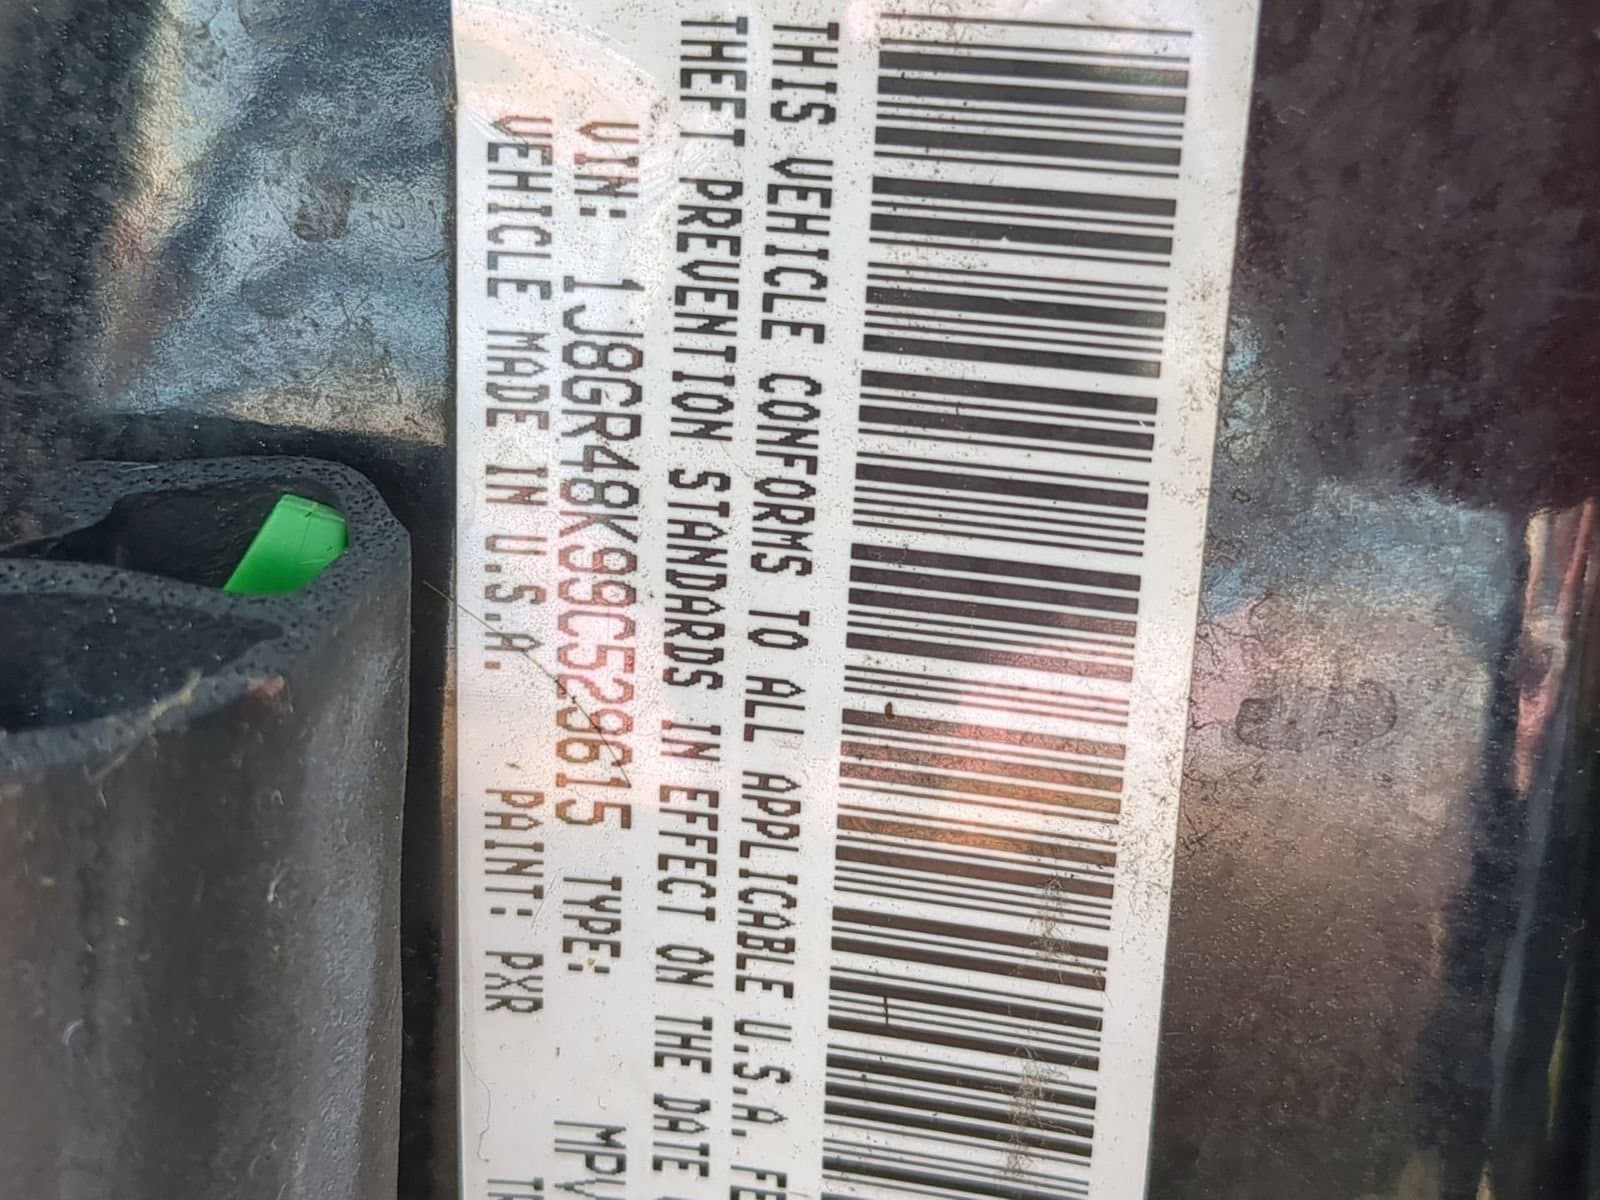 THIS VEHICLE CONFORMS TO ALL APPLICABLE U.S.A. FE
THEFT PREVENTION STANDARDS IN EFFECT ON THE DATE
VIN: 1J8GR48K99C529615 TYPE: MPV
VEHICLE MADE IN U.S.A. PAINT: PXR